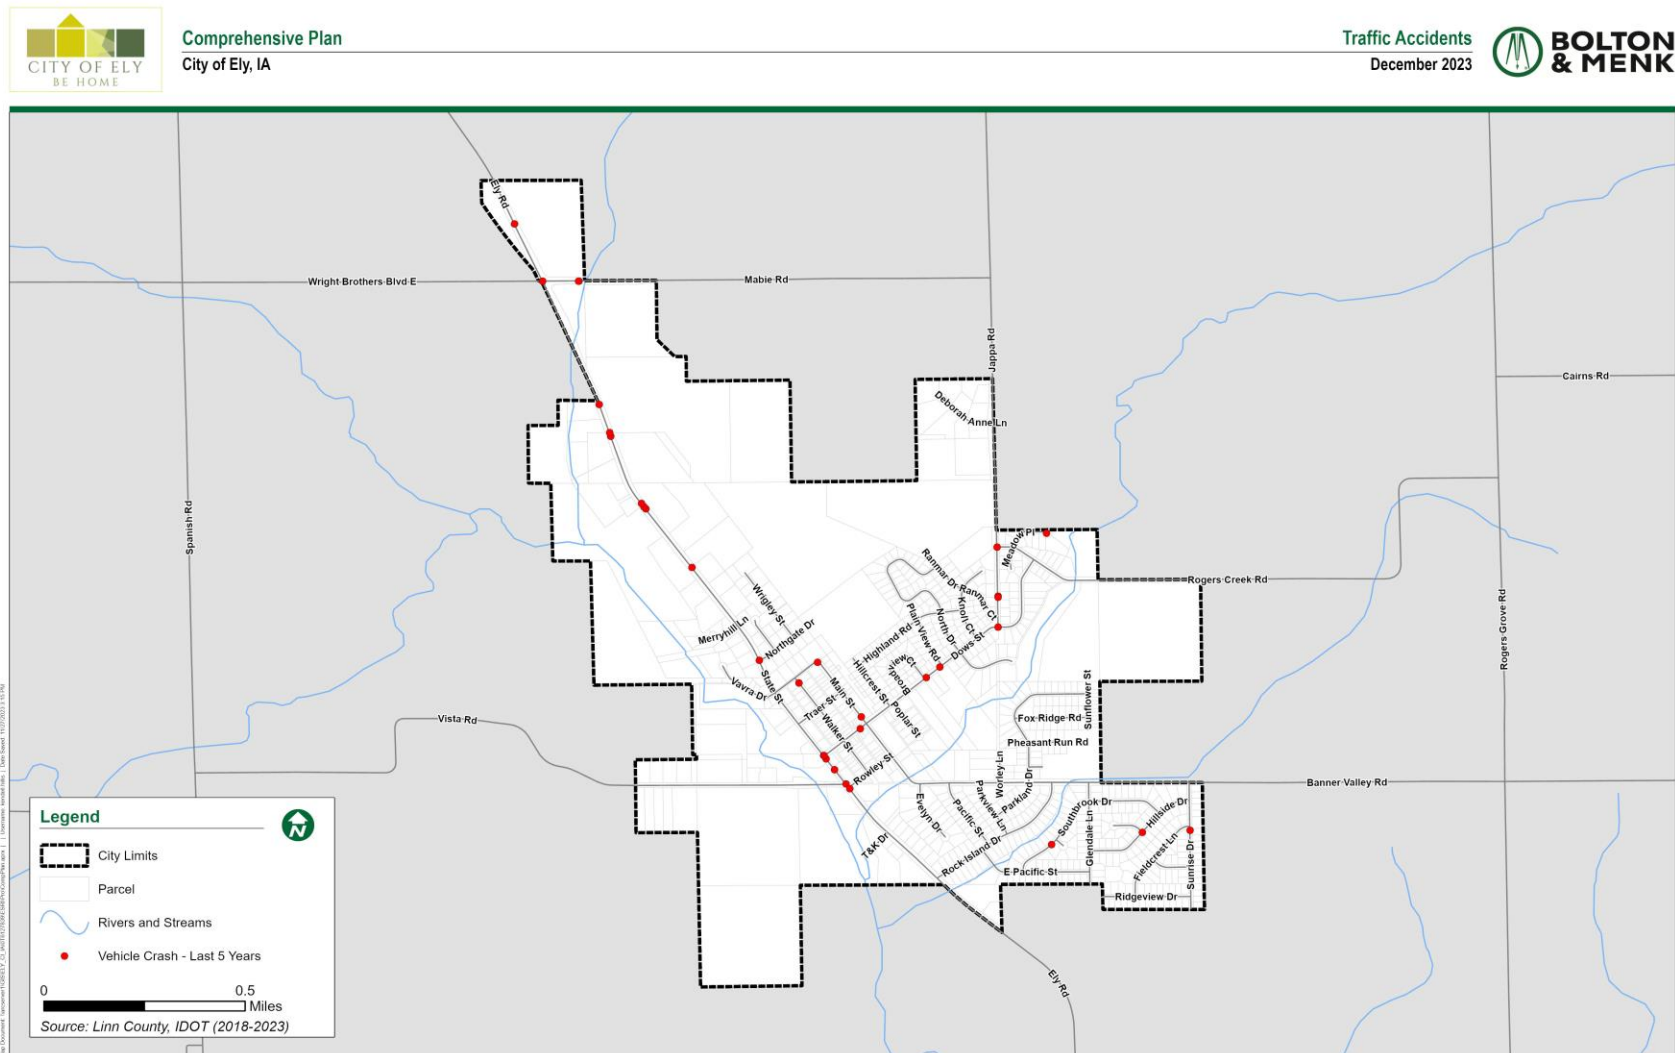 CITY OF ELY
BE HOME
Comprehensive Plan
City of Ely, IA
Traffic Accidents
December 2023
BOLTON
& MENK
Ely Rd
Wright Brothers Blvd E
Mabie Rd
Jappa Rd
Cairns Rd
Deborah Anne Ln
Spanish Rd
Meadow Pl
Rogers Creek Rd
Rogers Grove Rd
Ranmar Dr
Ranmar Ct
Knoll Ct
North Dr
Plain View Rd
Dows St
Highland Rd
Wrigley St
Merryhill Ln
Northgate Dr
State St
Vavra Dr
Main St
Traer St
Walker St
Hillcrest St
Poplar St
Rowley St
Vista Rd
Sunflower St
Fox Ridge Rd
Pheasant Run Rd
Worley Ln
Parkland Dr
Parkview Ln
Pacific St
Evelyn Dr
Banner Valley Rd
Southbrook Dr
Hillside Dr
Glendale Ln
Fieldcrest Ln
Sunrise Dr
T&K Dr
Rock Island Dr
E Pacific St
Ridgeview Dr
Ely Rd
Legend
N
City Limits
Parcel
Rivers and Streams
Vehicle Crash - Last 5 Years
0
0.5
Miles
Source: Linn County, IDOT (2018-2023)